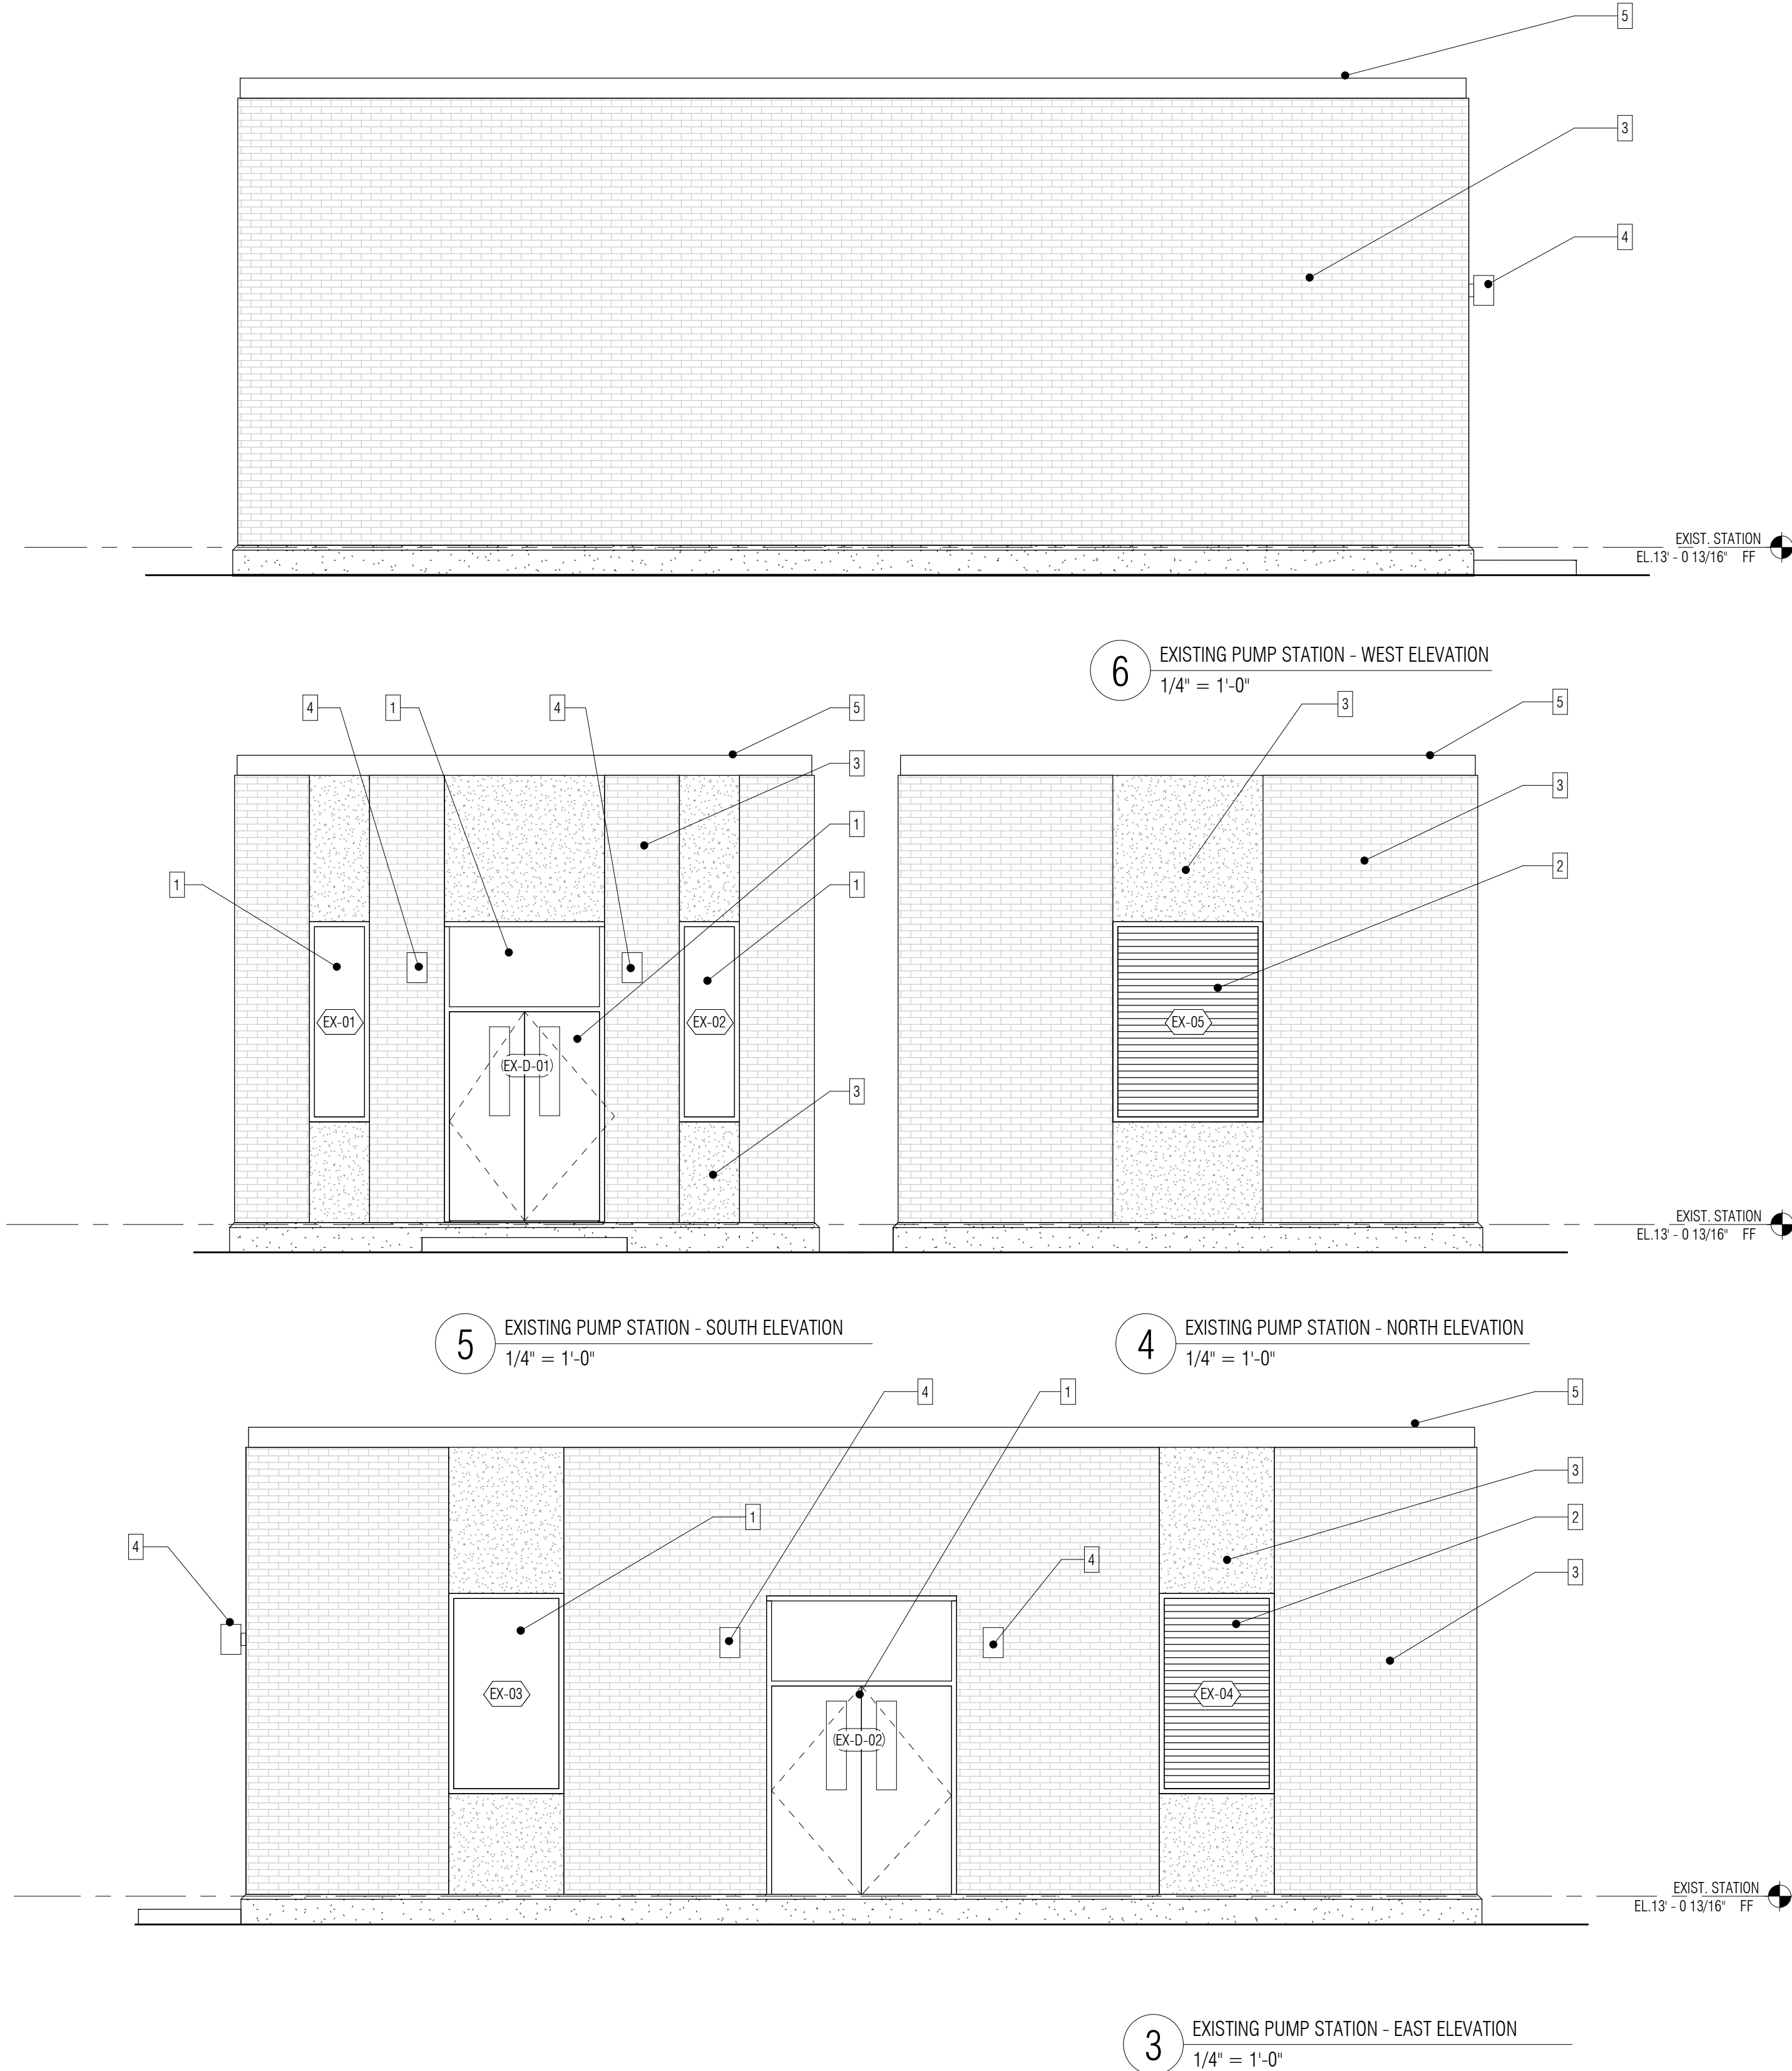 5
3
4
EXIST. STATION
EL.13' - 0 13/16" FF
6
EXISTING PUMP STATION - WEST ELEVATION
1/4" = 1'-0"
4
1
4
5
3
1
1
1
3
EX-01
EX-D-01
EX-02
3
5
3
2
EX-05
EXIST. STATION
EL.13' - 0 13/16" FF
5
EXISTING PUMP STATION - SOUTH ELEVATION
1/4" = 1'-0"
4
EXISTING PUMP STATION - NORTH ELEVATION
1/4" = 1'-0"
4
1
5
3
1
2
4
4
3
EX-03
EX-04
EX-D-02
EXIST. STATION
EL.13' - 0 13/16" FF
3
EXISTING PUMP STATION - EAST ELEVATION
1/4" = 1'-0"